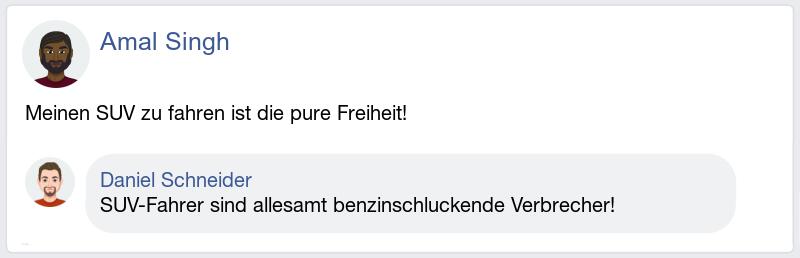 Amal Singh
Meinen SUV zu fahren ist die pure Freiheit!
Daniel Schneider
SUV-Fahrer sind allesamt benzinschluckende Verbrecher!